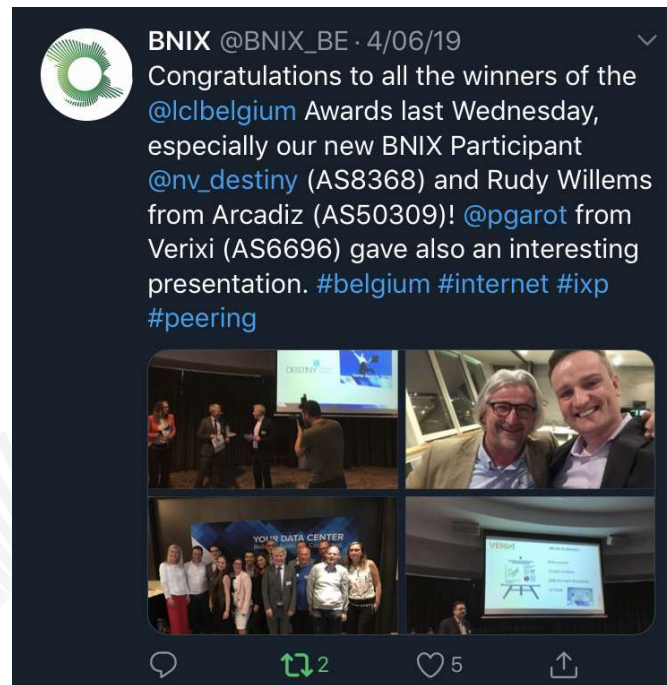 BNIX @BNIX_BE · 4/06/19
Congratulations to all the winners of the
@lclbelgium Awards last Wednesday,
especially our new BNIX Participant
@nv_destiny (AS8368) and Rudy Willems
from Arcadiz (AS50309)! @pgarot from
Verixi (AS6696) gave also an interesting
presentation. #belgium #internet #ixp
#peering
DESTINY
YOUR DATA CENTER
VERIXI
2
5